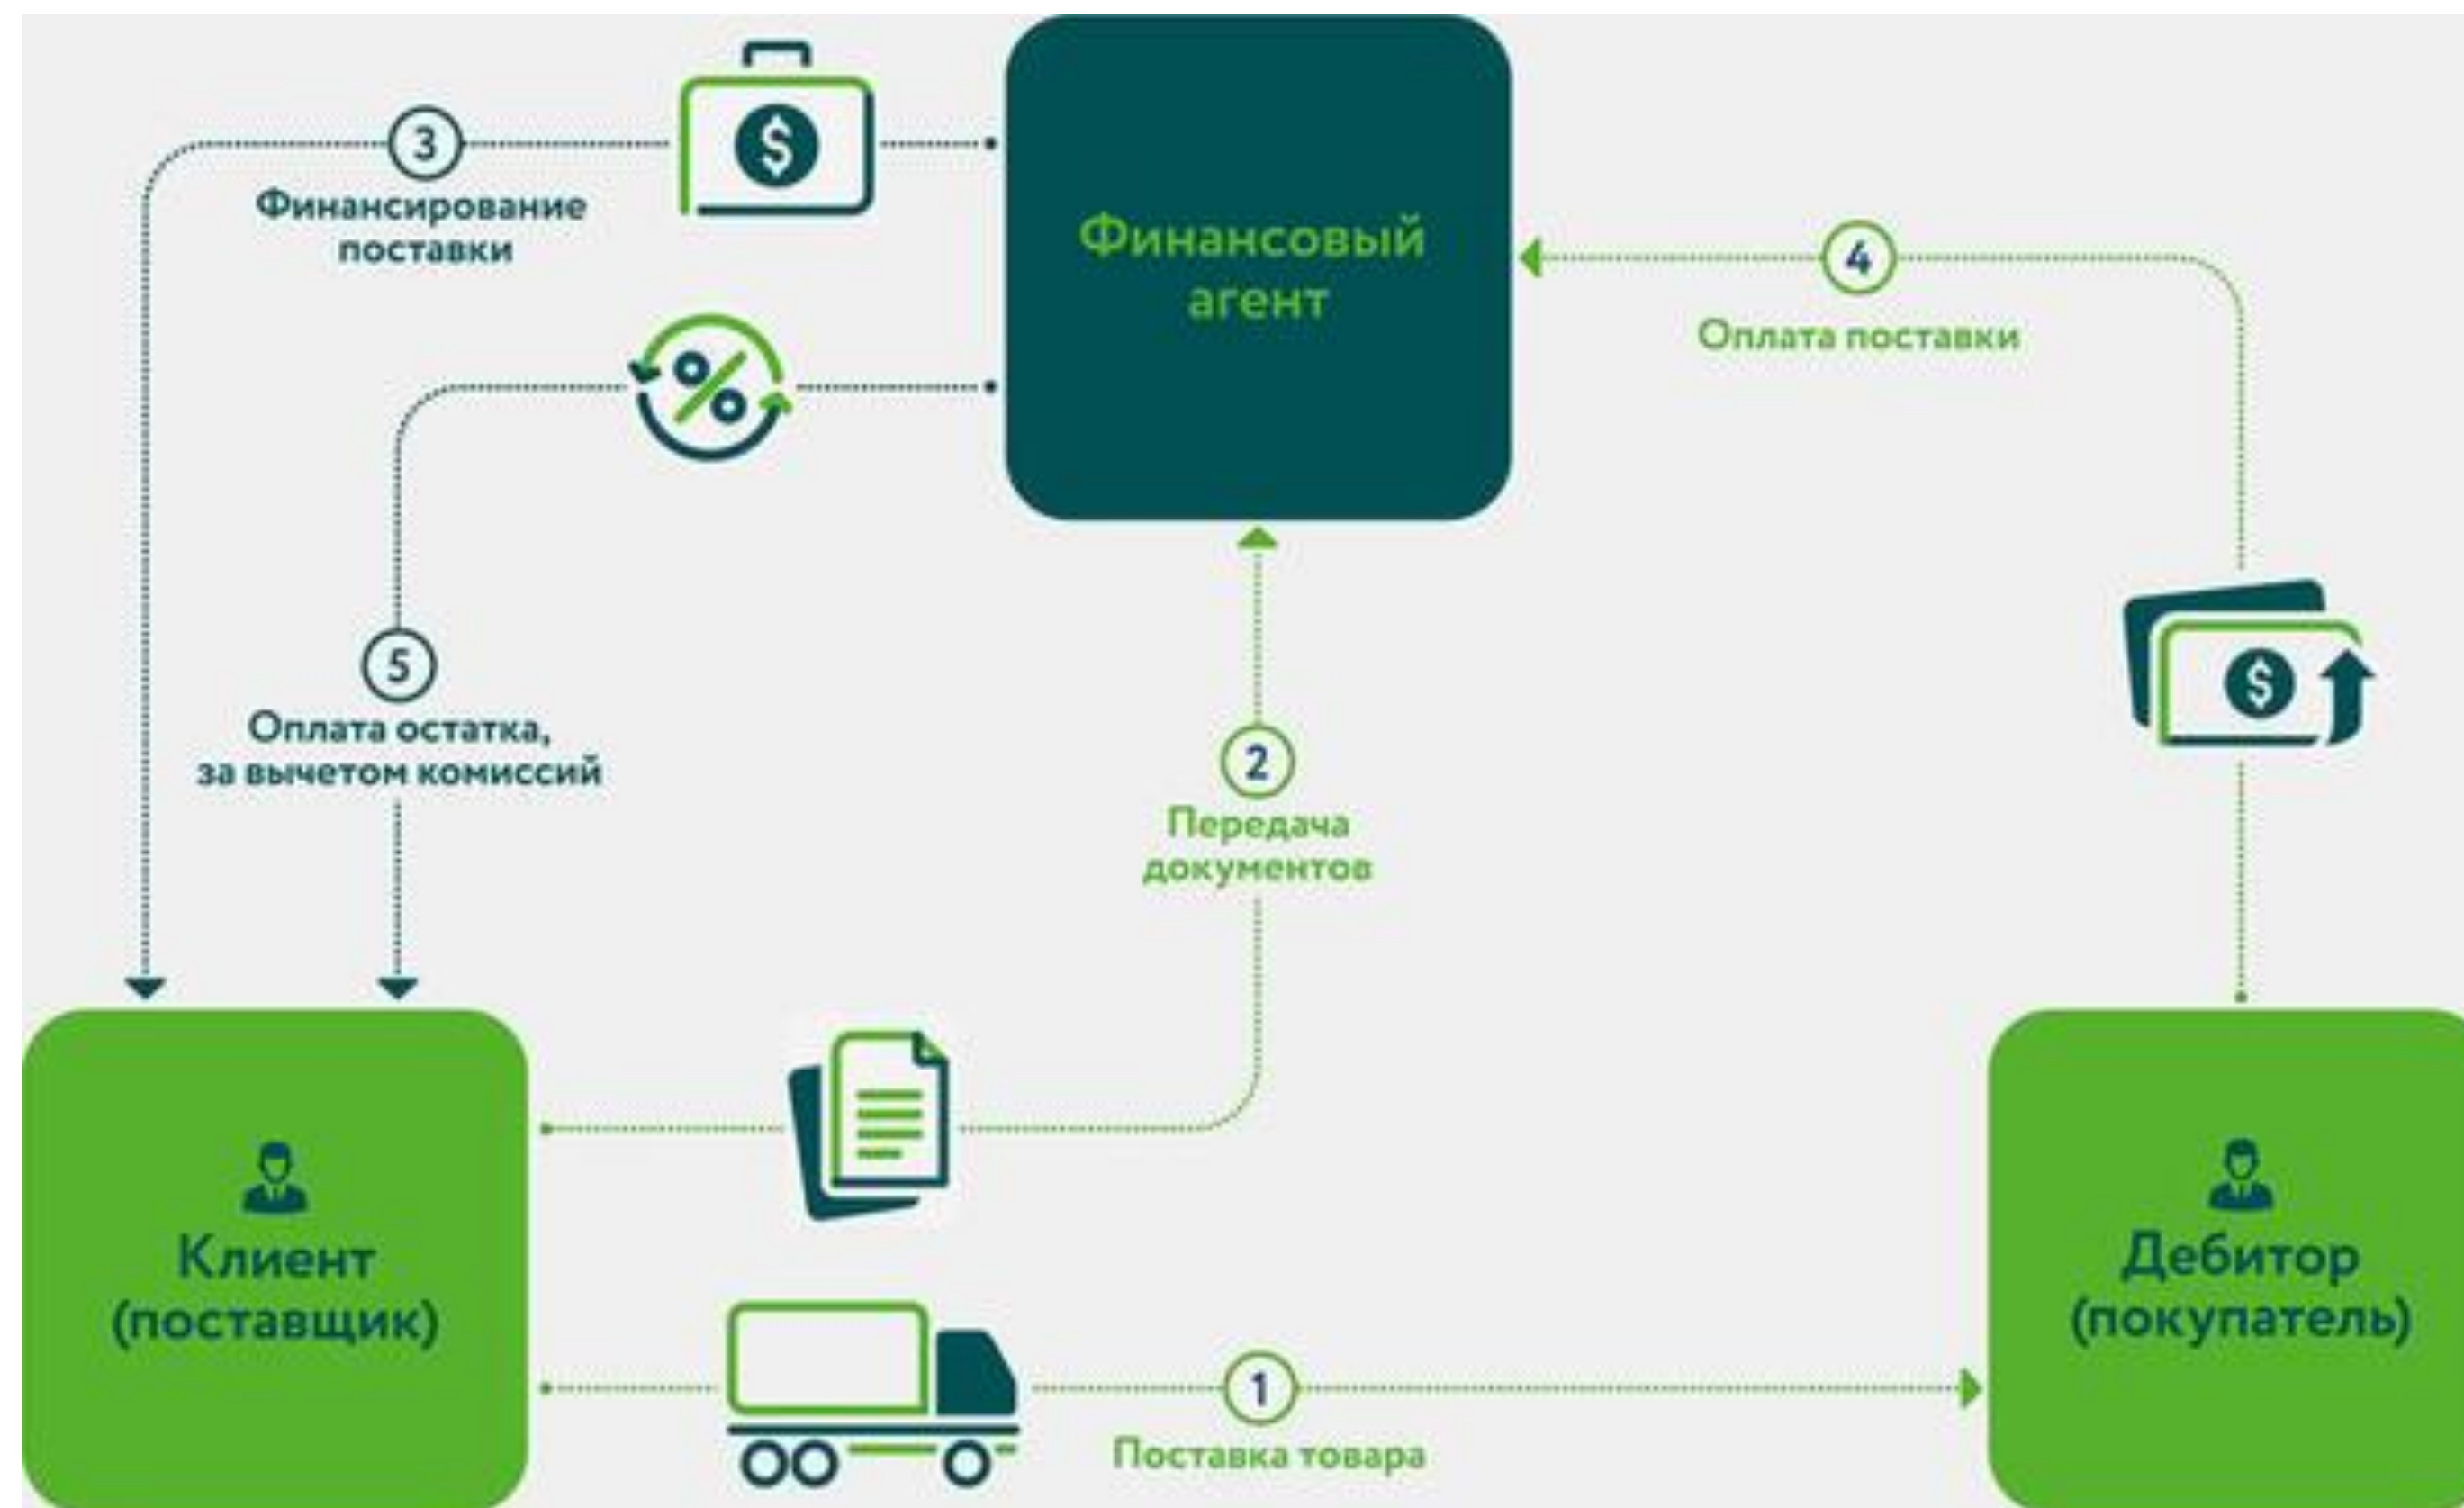 3
Финансирование
поставки
$
Финансовый
агент
4
Оплата поставки
%
5
Оплата остатка,
за вычетом комиссий
2
Передача
документов
$
Клиент
(поставщик)
Дебитор
(покупатель)
1
Поставка товара